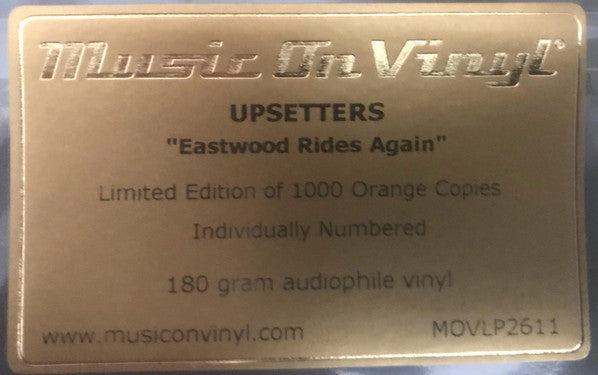 Music On Vinyl®
UPSETTERS
"Eastwood Rides Again"
Limited Edition of 1000 Orange Copies
Individually Numbered
180 gram audiophile vinyl
www.musiconvinyl.com MOVLP2611